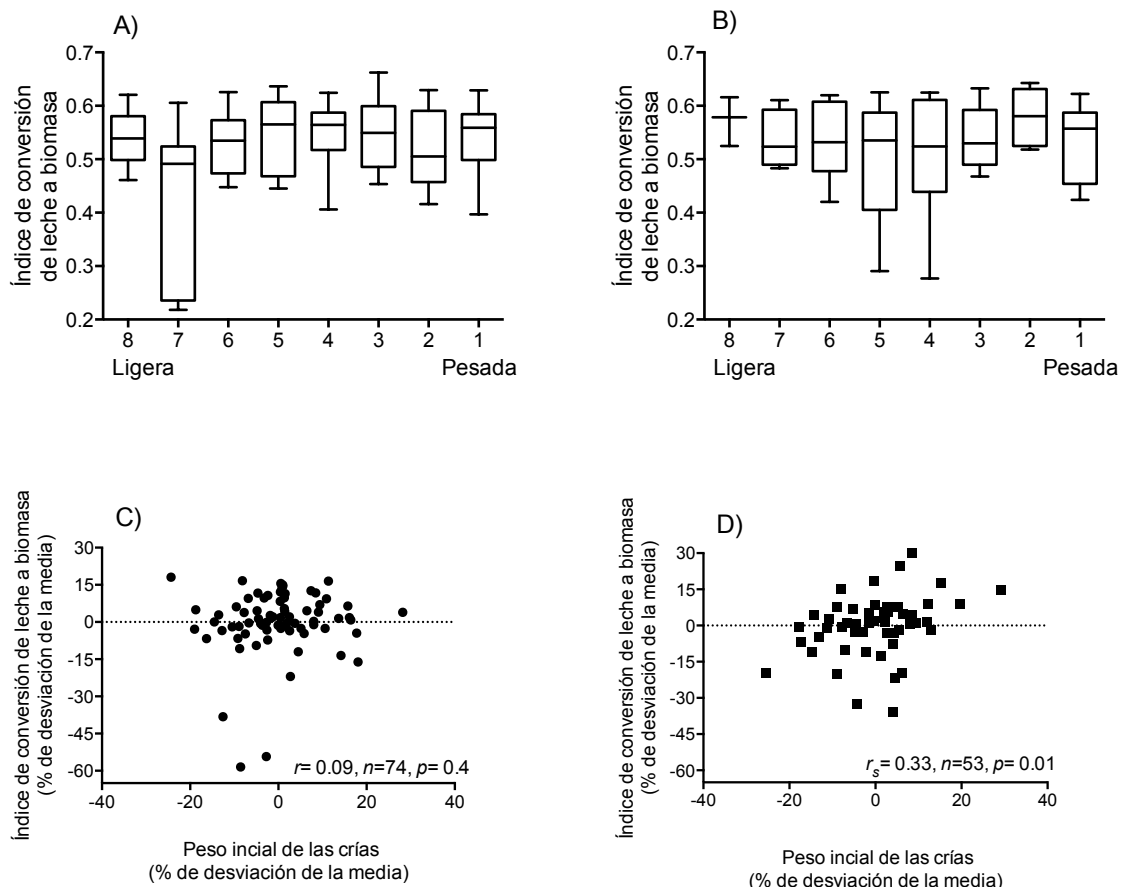 A)
Índice de conversión
de leche a biomasa
0.7
0.6
0.5
0.4
0.3
0.2
8 7 6 5 4 3 2 1
Ligera Pesada
B)
Índice de conversión
de leche a biomasa
0.7
0.6
0.5
0.4
0.3
0.2
8 7 6 5 4 3 2 1
Ligera Pesada
C)
Índice de conversión de leche a biomasa
(% de desviación de la media)
30
15
0
-15
-30
-45
-60
r= 0.09, n=74, p= 0.4
-40 -20 0 20 40
Peso incial de las crías
(% de desviación de la media)
D)
Índice de conversión de leche a biomasa
(% de desviación de la media)
30
15
0
-15
-30
-45
-60
rs= 0.33, n=53, p= 0.01
-40 -20 0 20 40
Peso incial de las crías
(% de desviación de la media)